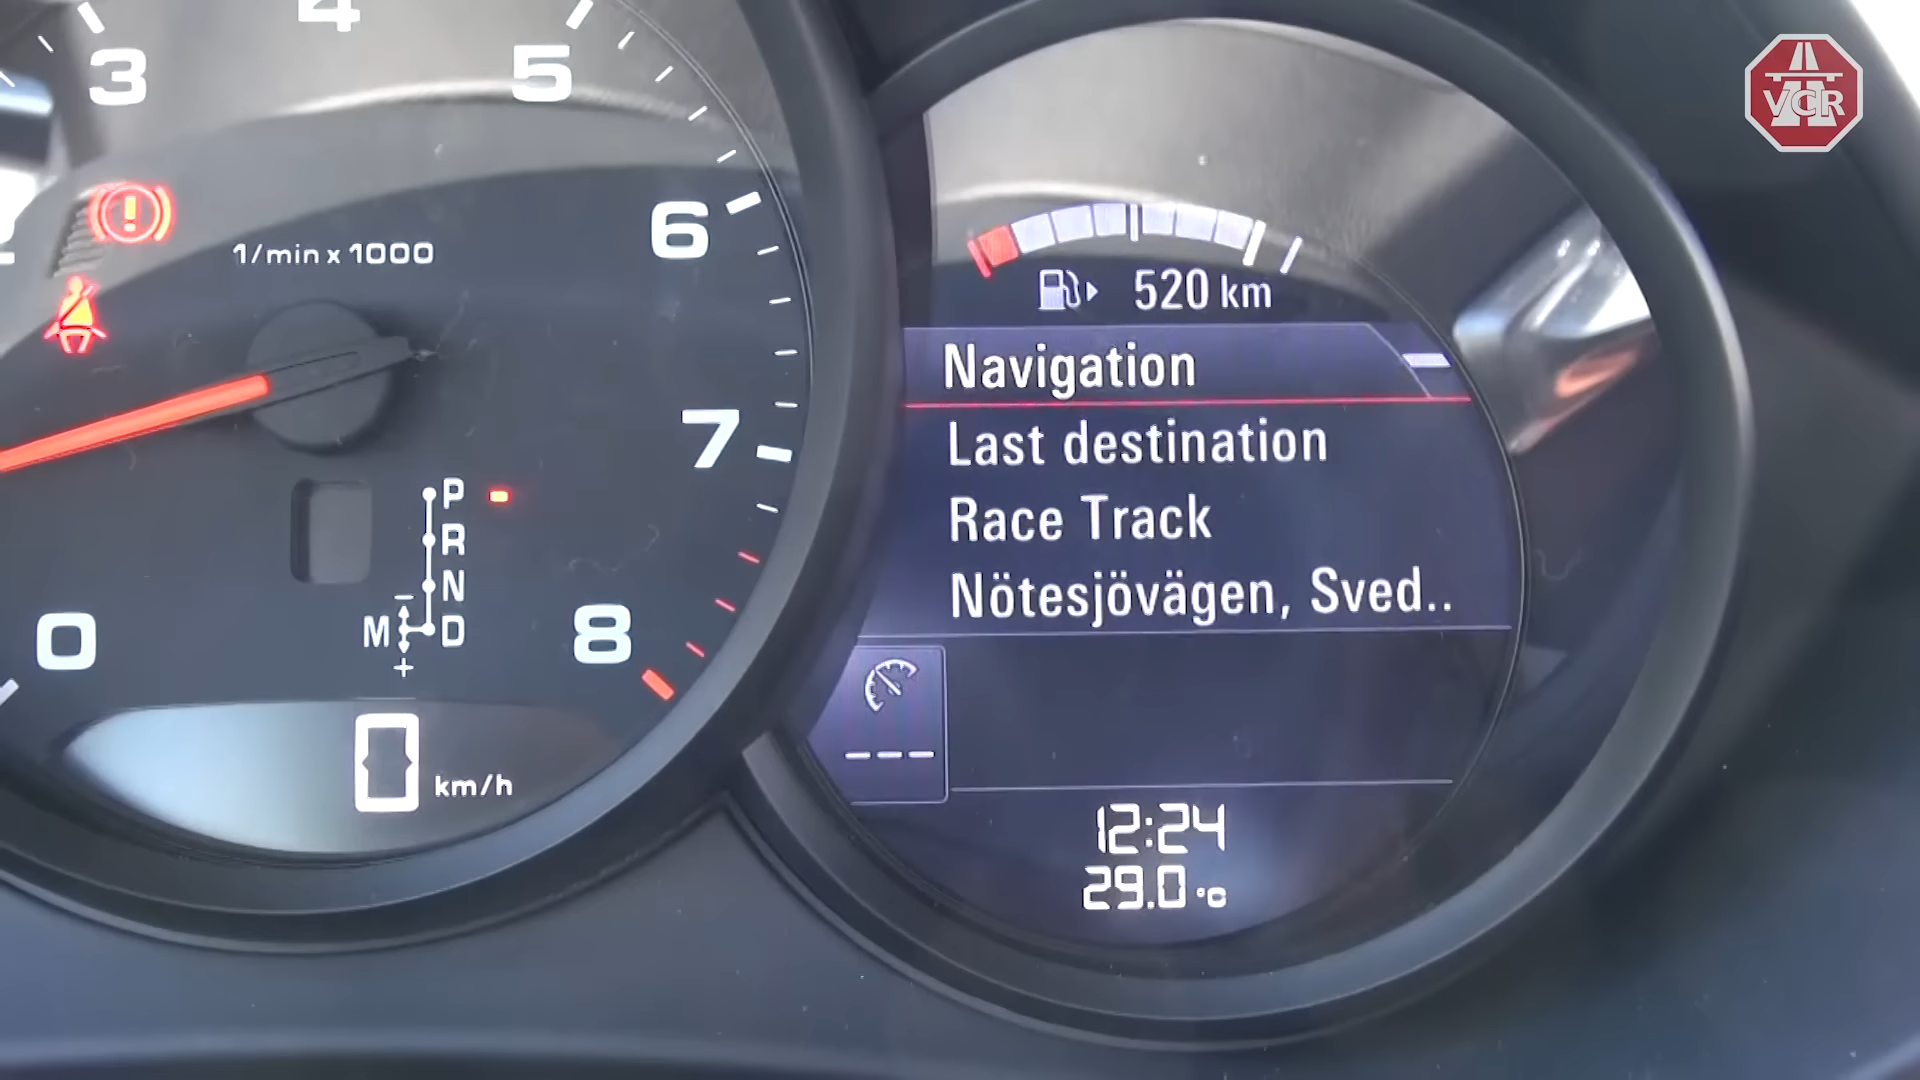 3
4
5
6
7
8
0
1/min x 1000
P
R
N
D
M
−
+
0 km/h
520 km
Navigation
Last destination
Race Track
Nötesjövägen, Sved..
---
12:24
29.0 °C
VCR